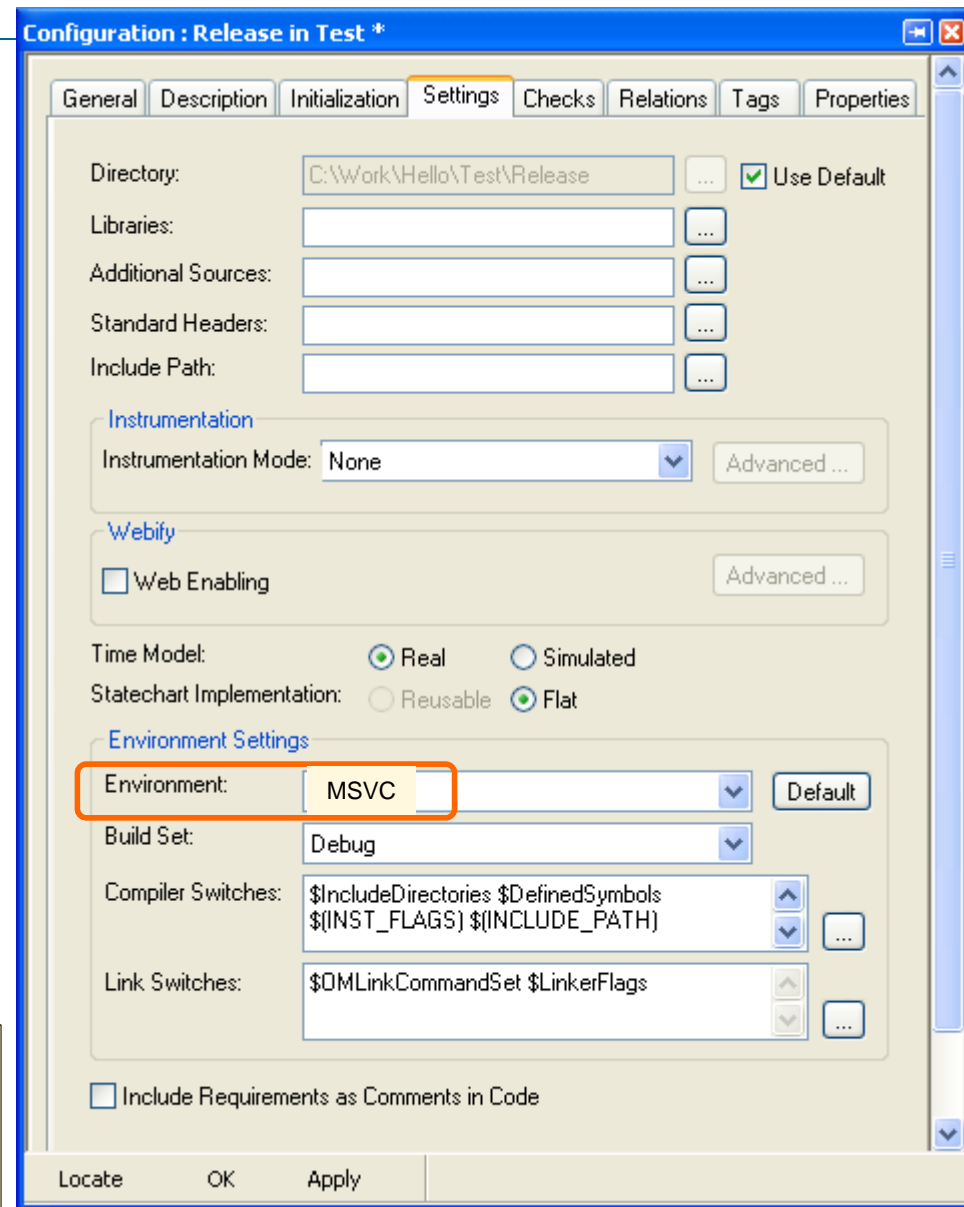 Configuration : Release in Test *
General Description Initialization Settings Checks Relations Tags Properties
Directory: C:\Work\Hello\Test\Release ... Use Default
Libraries: ...
Additional Sources: ...
Standard Headers: ...
Include Path: ...
Instrumentation
Instrumentation Mode: None Advanced ...
Webify
Web Enabling Advanced ...
Time Model: Real Simulated
Statechart Implementation: Reusable Flat
Environment Settings
Environment: MSVC Default
Build Set: Debug
Compiler Switches: $IncludeDirectories $DefinedSymbols
$(INST_FLAGS) $(INCLUDE_PATH) ...
Link Switches: $OMLinkCommandSet $LinkerFlags
...
Include Requirements as Comments in Code
Locate OK Apply